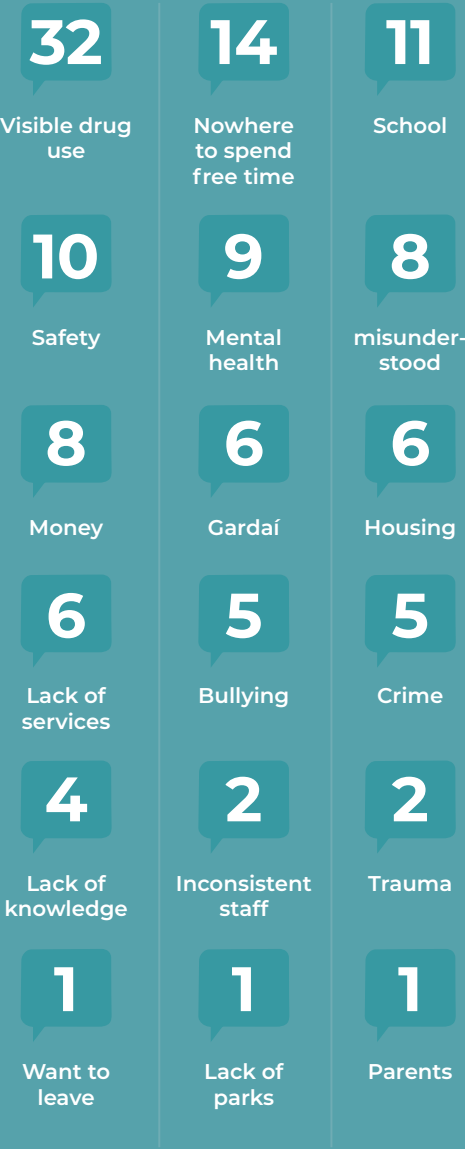 32
Visible drug
use
14
Nowhere
to spend
free time
11
School
10
Safety
9
Mental
health
8
misunder-
stood
8
Money
6
Gardaí
6
Housing
6
Lack of
services
5
Bullying
5
Crime
4
Lack of
knowledge
2
Inconsistent
staff
2
Trauma
1
Want to
leave
1
Lack of
parks
1
Parents